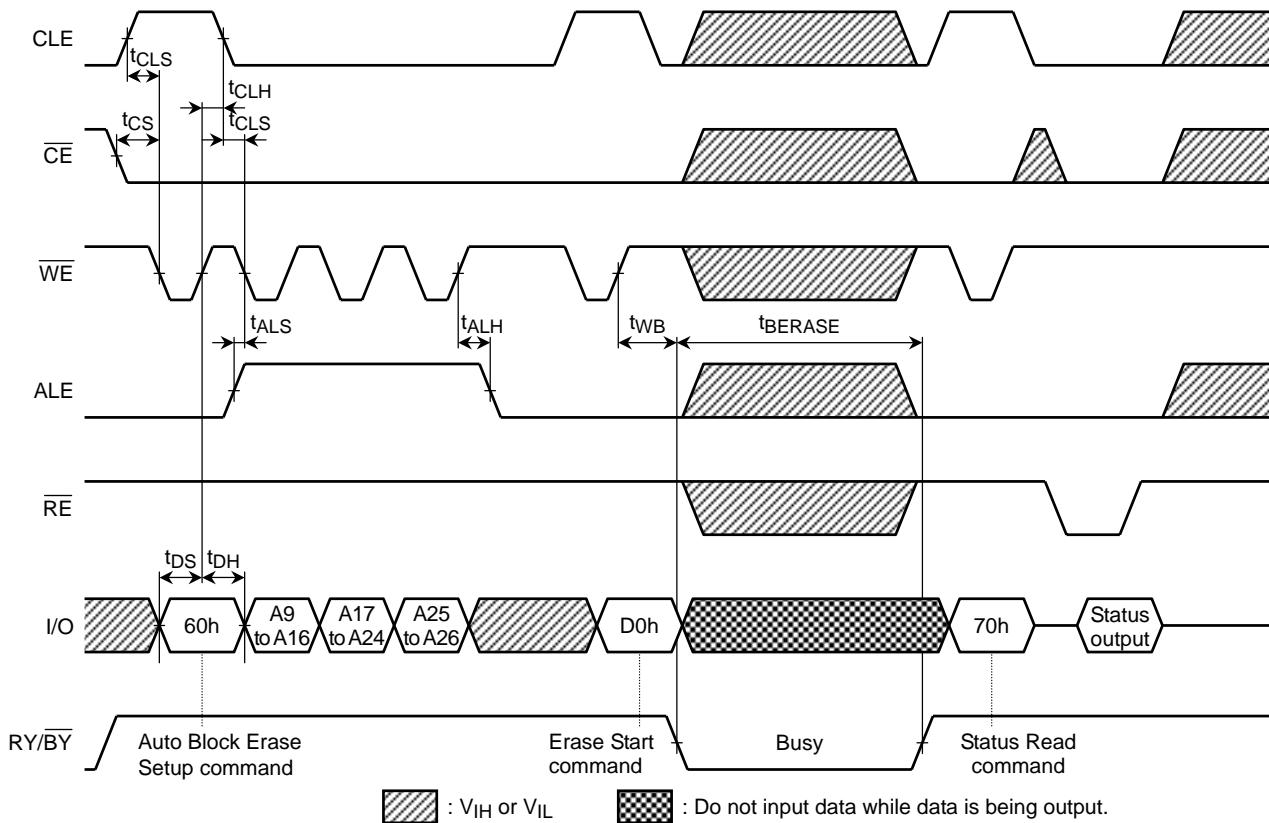 CLE
tCLS
tCLH
tCS
tCLS
CE
WE
tALS
tALH
tWB
tBERASE
ALE
RE
tDS
tDH
I/O
60h
A9
to A16
A17
to A24
A25
to A26
D0h
70h
Status
output
RY/BY
Auto Block Erase
Setup command
Erase Start
command
Busy
Status Read
command
: VIH or VIL
: Do not input data while data is being output.